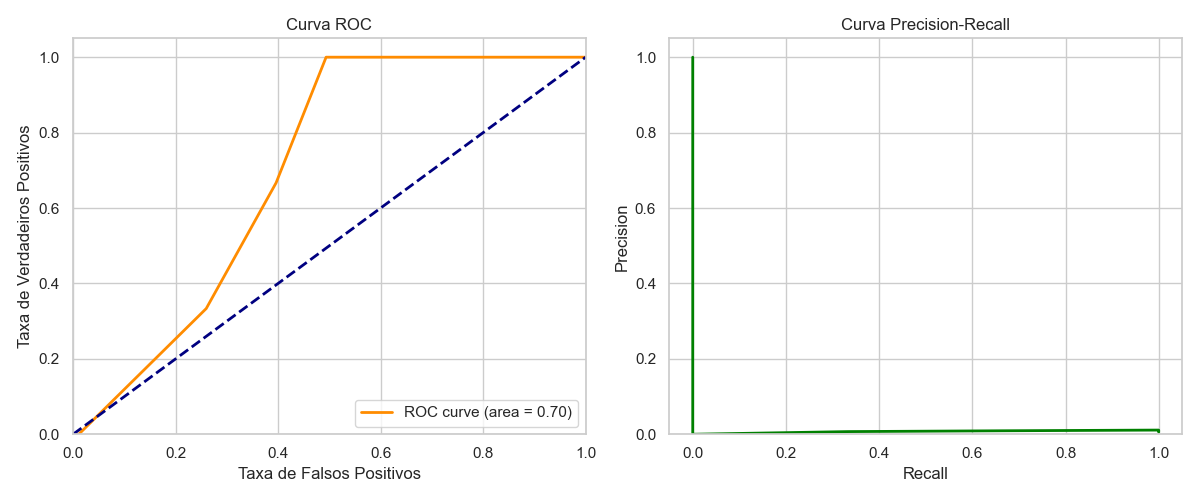 Curva ROC
1.0
0.8
0.6
0.4
0.2
0.0
Taxa de Verdadeiros Positivos
ROC curve (area = 0.70)
0.0 0.2 0.4 0.6 0.8 1.0
Taxa de Falsos Positivos
Curva Precision-Recall
1.0
0.8
0.6
0.4
0.2
0.0
Precision
0.0 0.2 0.4 0.6 0.8 1.0
Recall